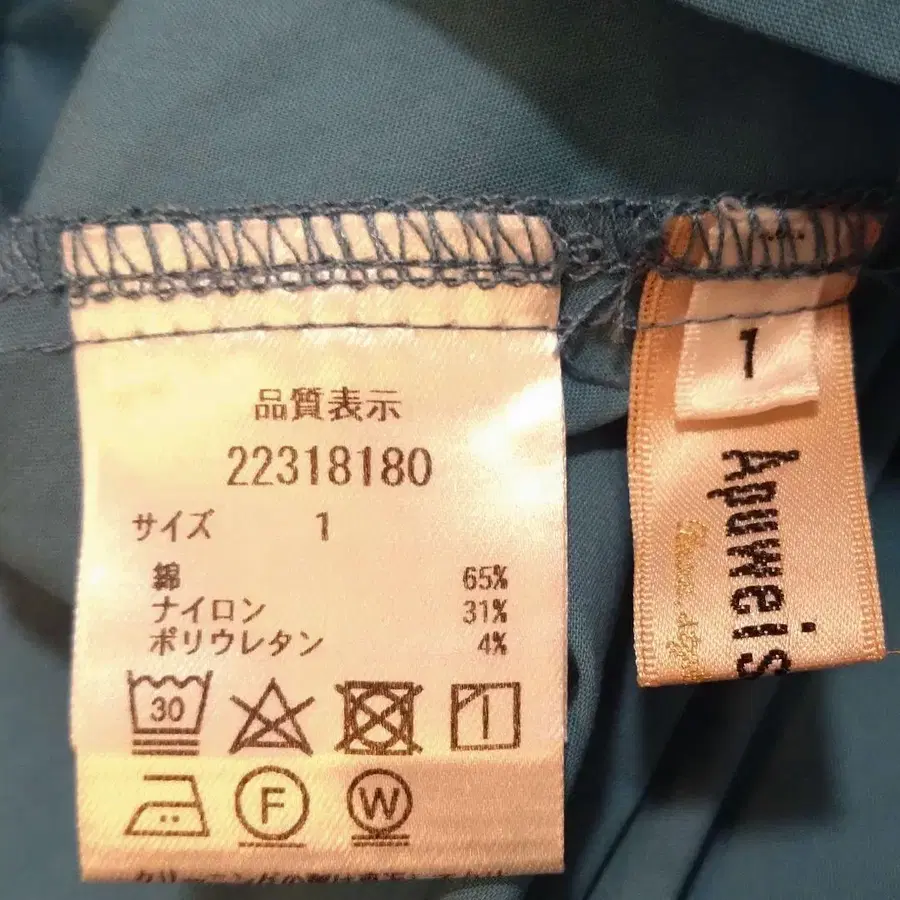 品質表示
22318180
サイズ 1
綿 65%
ナイロン 31%
ポリウレタン 4%
30
F
W
1
Apuweis